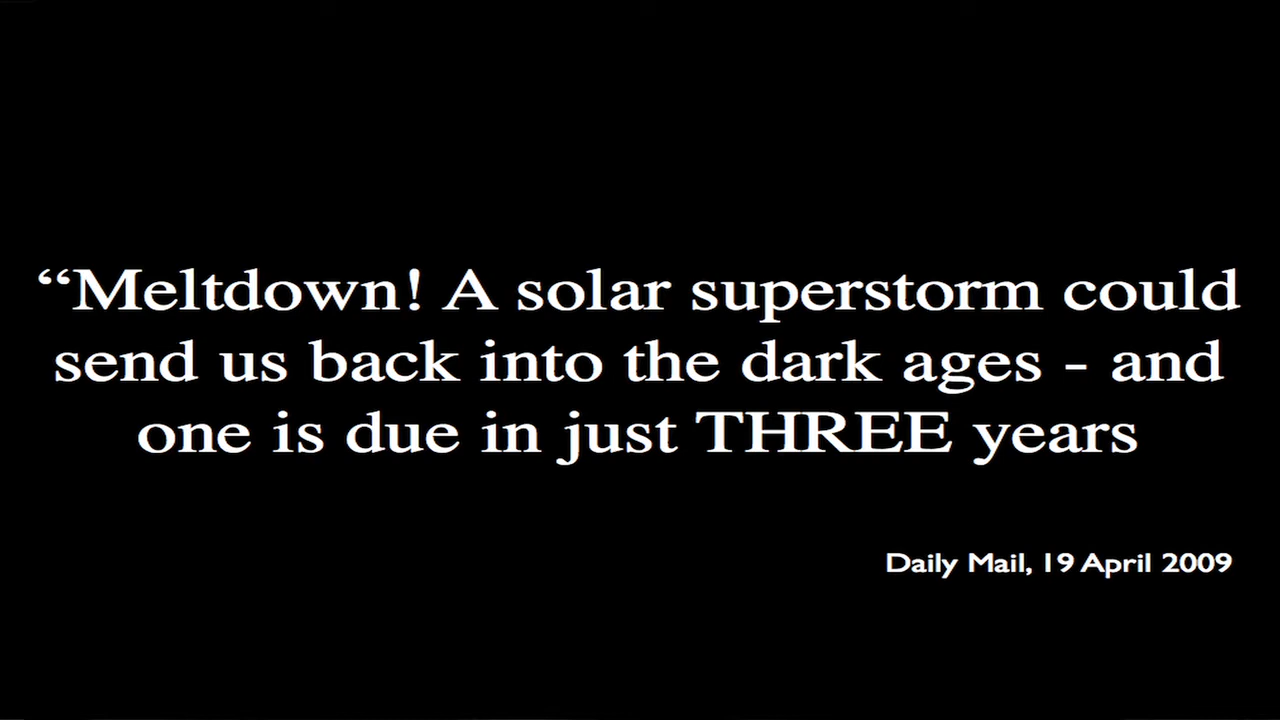 “Meltdown! A solar superstorm could
send us back into the dark ages - and
one is due in just THREE years
Daily Mail, 19 April 2009